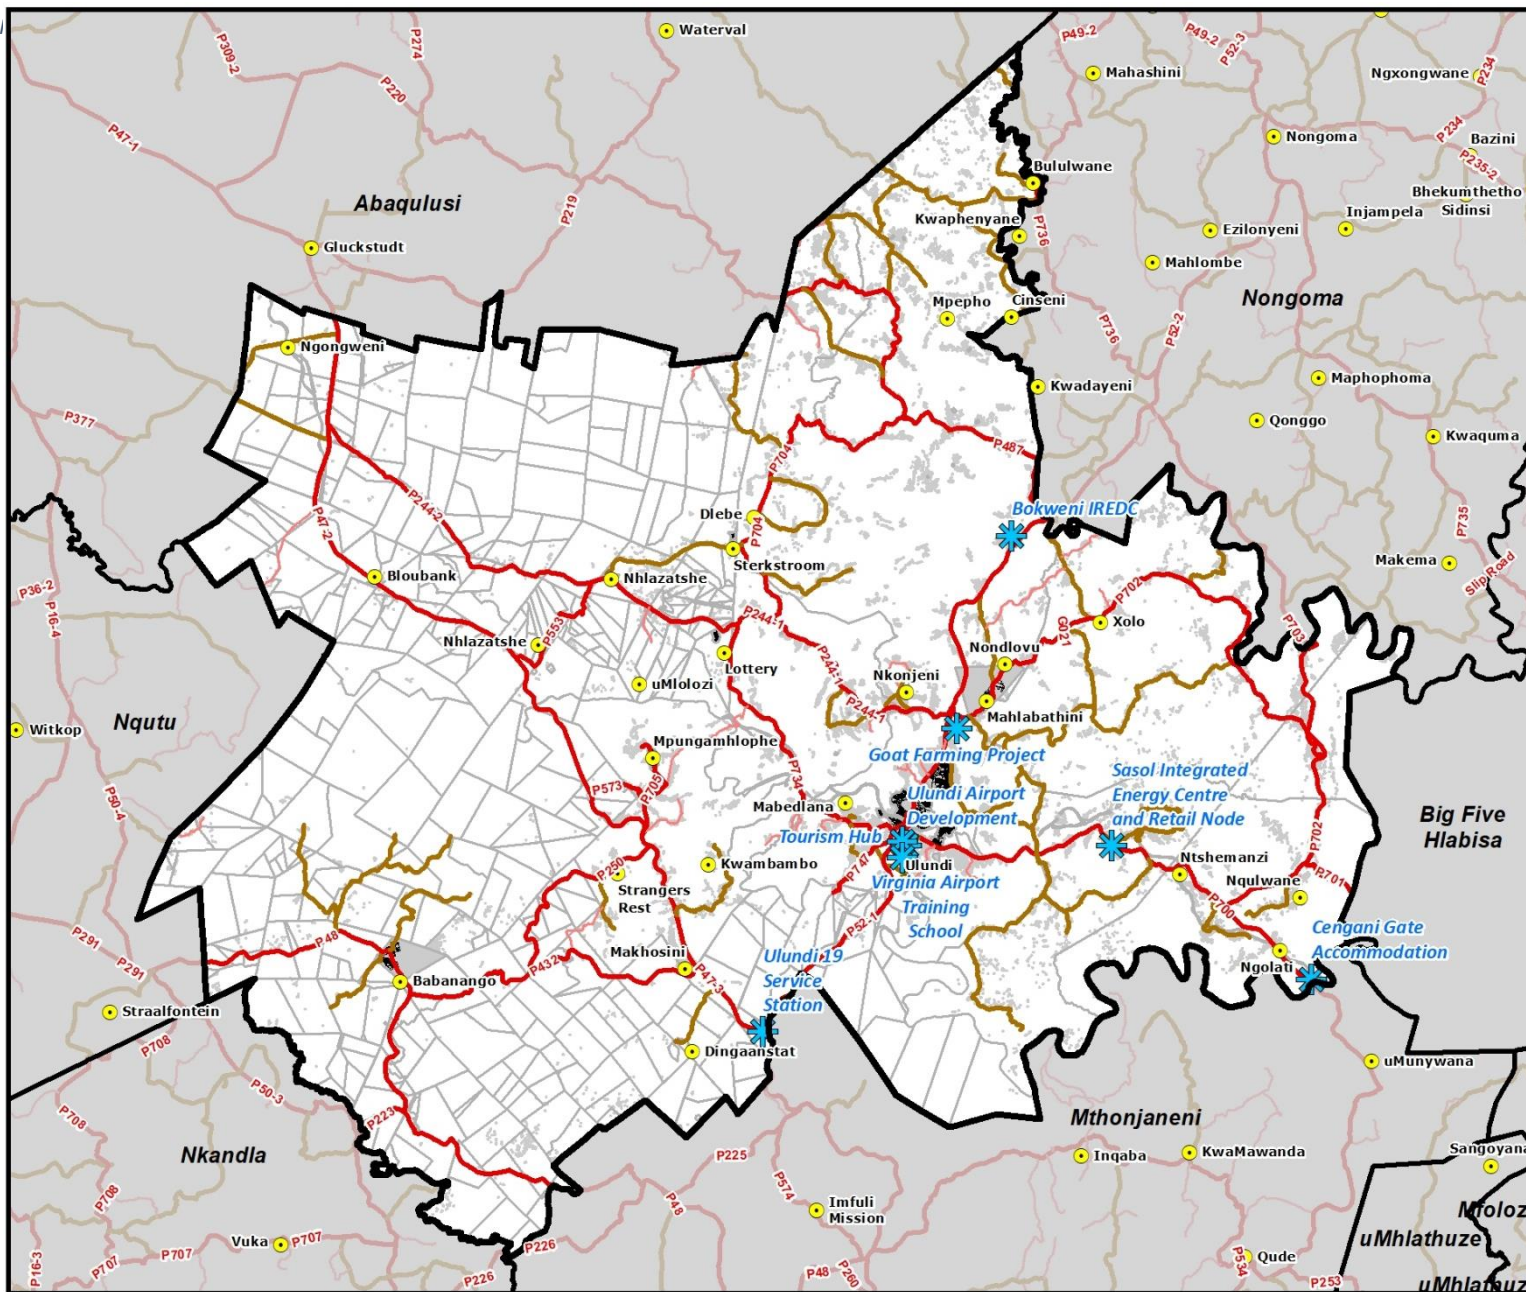 Waterval
P49-2
P49-2
P52-3
Mahashini
Ngxongwane
P234
P309-2
P274
P220
P47-1
Nongoma
P234
Bazini
P235-2
Bululwane
Bhekumthetho
Sidinsi
Abaqulusi
P219
Kwaphenyane
P736
Ezilonyeni
Injampela
Gluckstudt
Mahlombe
Nongoma
Mpepho
Cinseni
P736
P52-2
Ngongweni
Maphophoma
Kwadayeni
P377
Qonggo
Kwaquma
P487
P704
P244-2
P47-2
Dlebe
P704
Bokweni IREDC
P735
Sterkstroom
Makema
Slip Road
Bloubank
Nhlazatshe
P36-2
P16-4
P702
P244-1
G021
Xolo
P703
Nhlazatshe
P553
Lottery
P244-1
Nondlovu
uMlolozi
Nkonjeni
P244-1
Mahlabathini
Nqutu
Witkop
Mpungamhlophe
Goat Farming Project
Sasol Integrated
Energy Centre
and Retail Node
P573
P705
P734
Ulundi Airport
Development
Mabedlana
Tourism Hub
P50-4
Big Five
Hlabisa
P702
P250
Kwambambo
P747
Ulundi
Ntshemanzi
Nqulwane
P701
Strangers
Rest
Virginia Airport
Training
School
P700
P52-1
P291
P291
P48
Cengani Gate
Accommodation
Makhosini
P432
P47-3
Ulundi 19
Service
Station
Ngolati
Babanango
Straalfontein
P708
Dingaanstat
uMunywana
P50-3
P708
P223
Mthonjaneni
Nkandla
P225
Inqaba
KwaMawanda
Sangoyana
P708
P574
P48
Imfuli
Mission
Mfoloz
uMhlathuze
Vuka
P707
P707
P707
P226
P16-3
P226
P48
P260
P534
Qude
P253
uMhlathuz